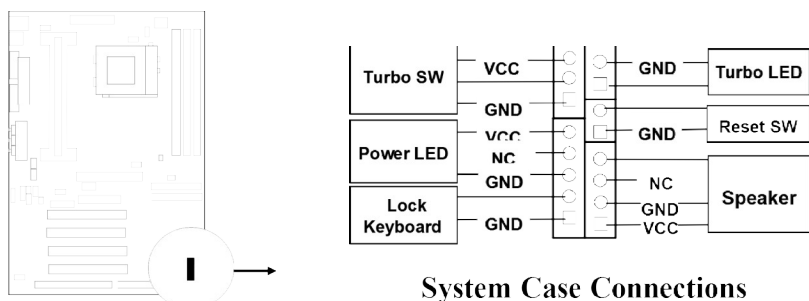 Turbo SW
VCC
GND
GND
Turbo LED
GND
Reset SW
Power LED
VCC
NC
GND
Lock
Keyboard
GND
NC
GND
VCC
Speaker
System Case Connections